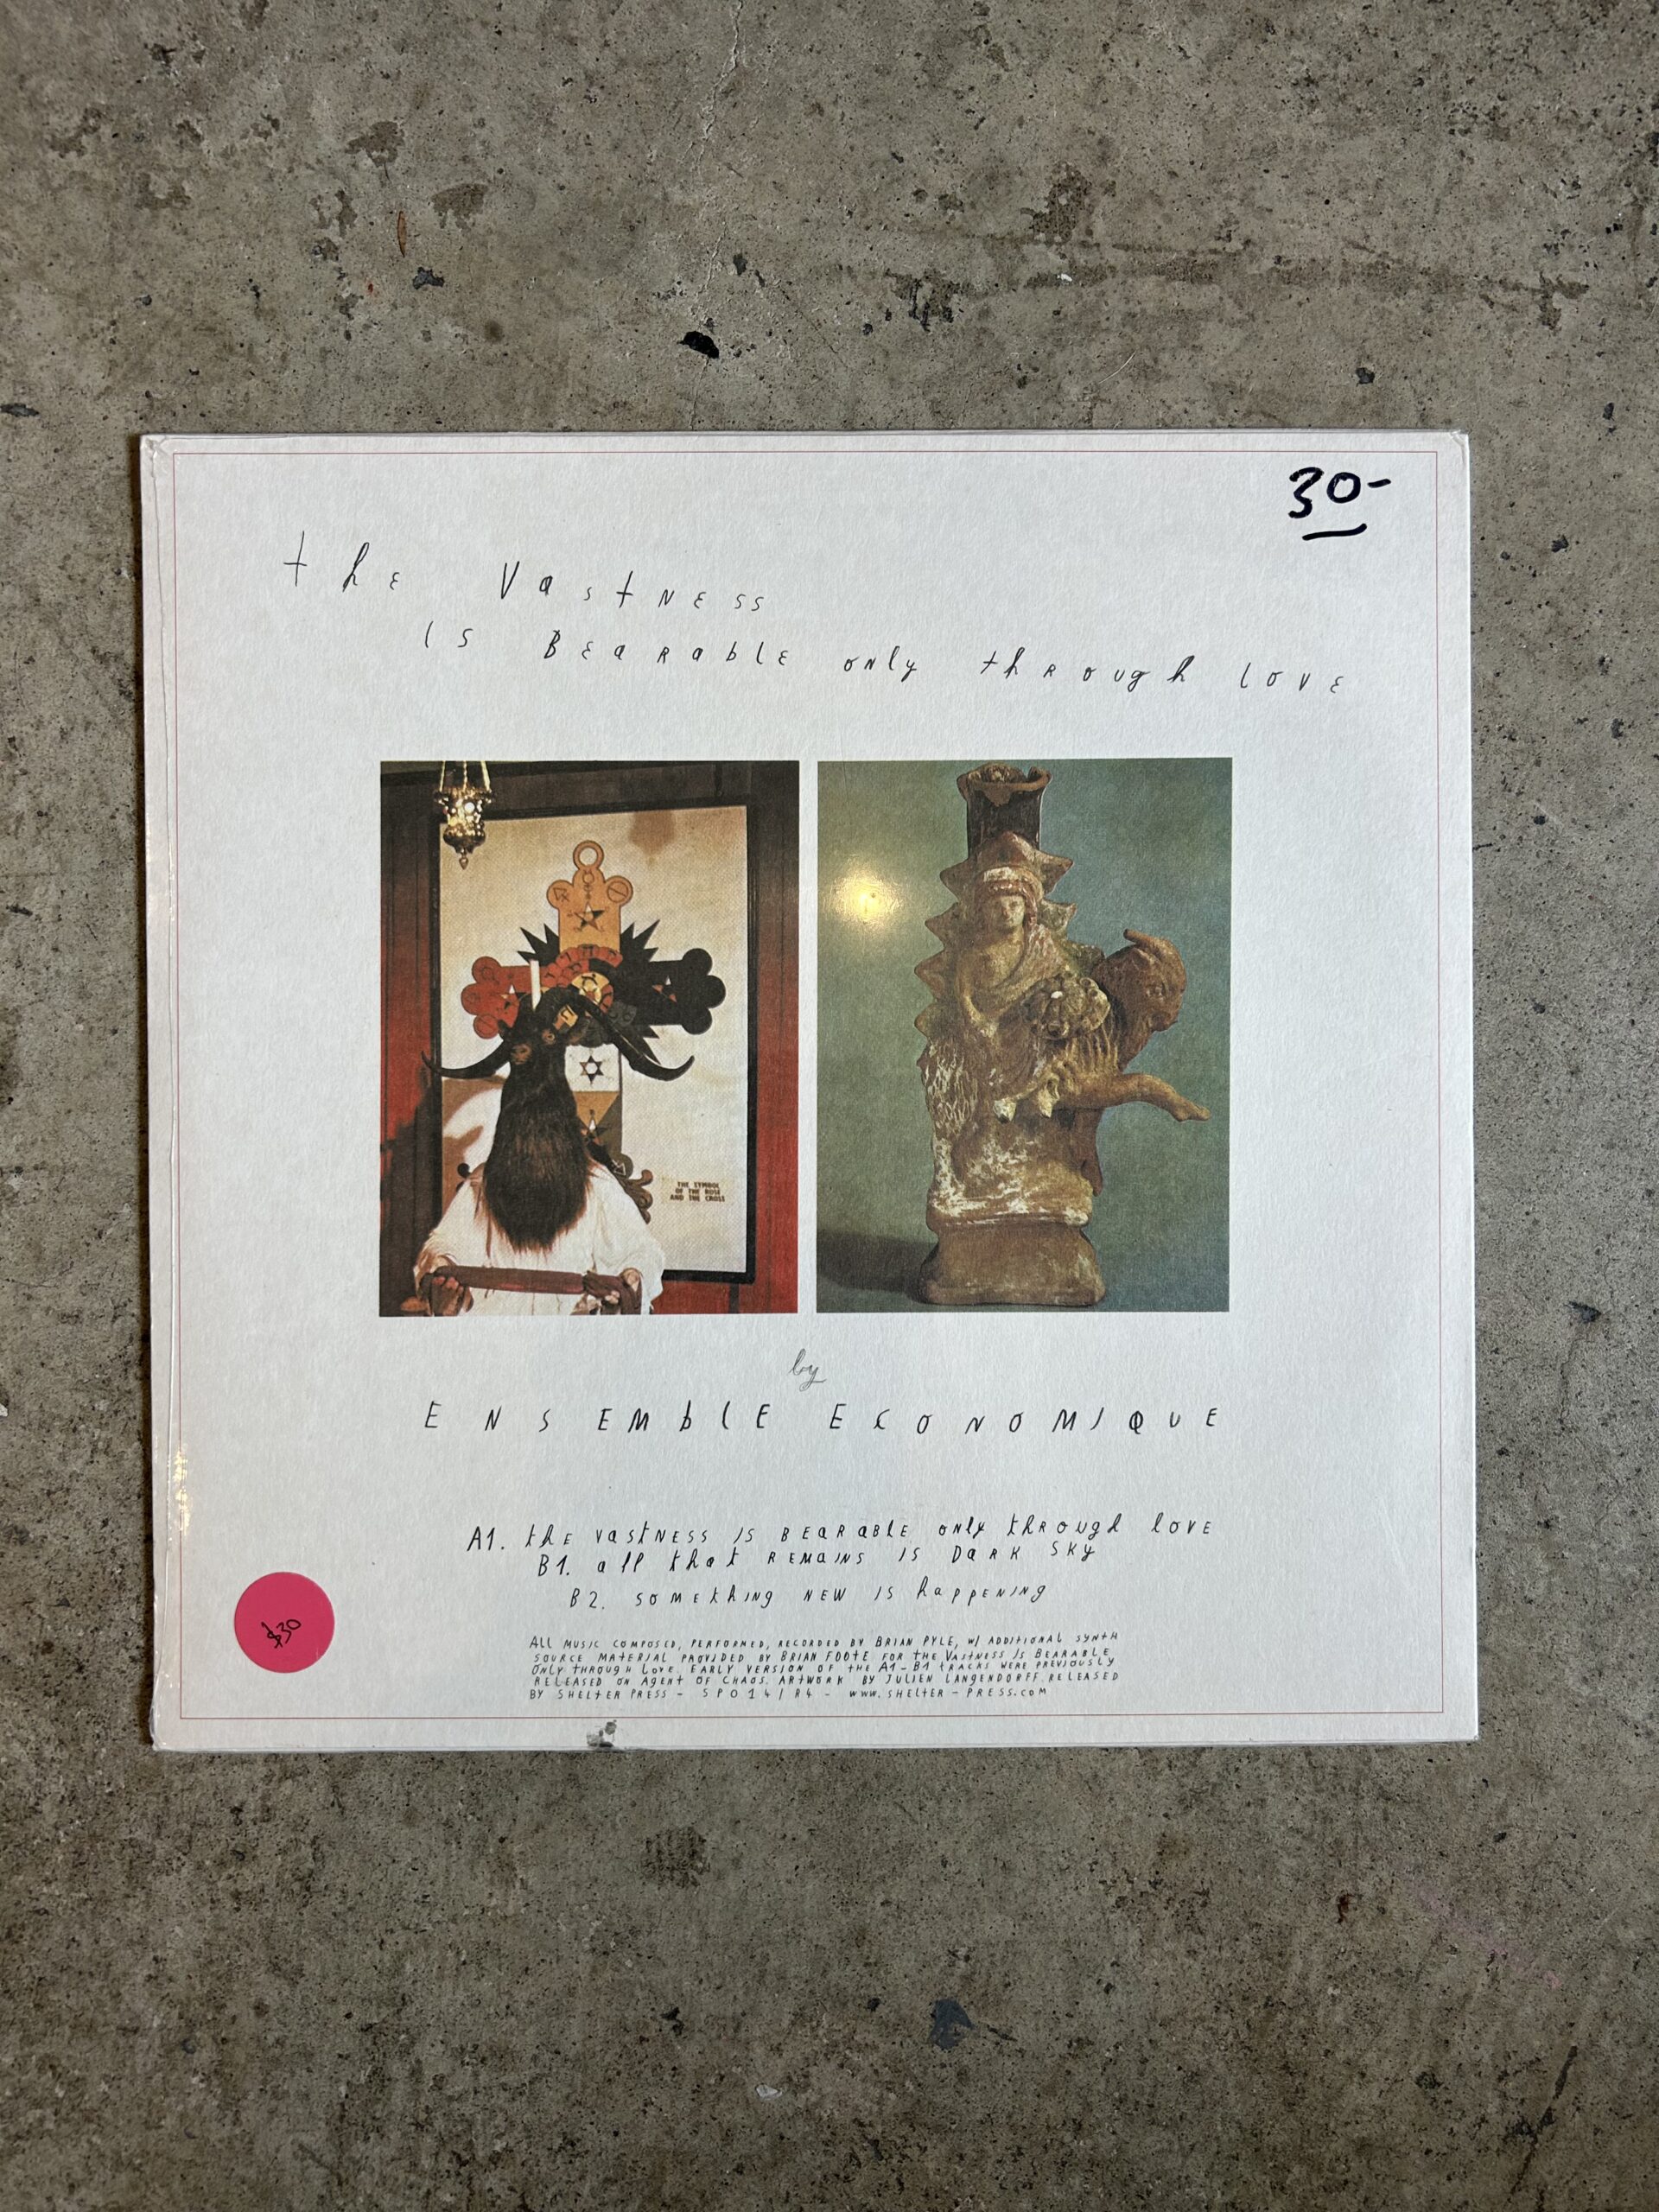 30-
the Vastness
is Bearable only through love
THE SYMBOL
OF THE ROSE
AND THE CROSS
by
ENSEMBLE ECONOMIQUE
A1. the vastness is Bearable only through love
B1. all that remains is Dark Sky
B2. something new is happening
$30
ALL MUSIC COMPOSED, PERFORMED, RECORDED BY BRIAN PYLE, W/ ADDITIONAL SYNTH
SOURCE MATERIAL PROVIDED BY BRIAN FOOTE FOR THE VASTNESS IS BEARABLE
ONLY THROUGH LOVE. EARLY VERSION OF THE A1-B1 TRACKS WERE PREVIOUSLY
RELEASED ON AGENT OF CHAOS. ARTWORK BY JULIEN LANGENDORFF. RELEASED
BY SHELTER PRESS - SP014/R4 - WWW.SHELTER-PRESS.COM